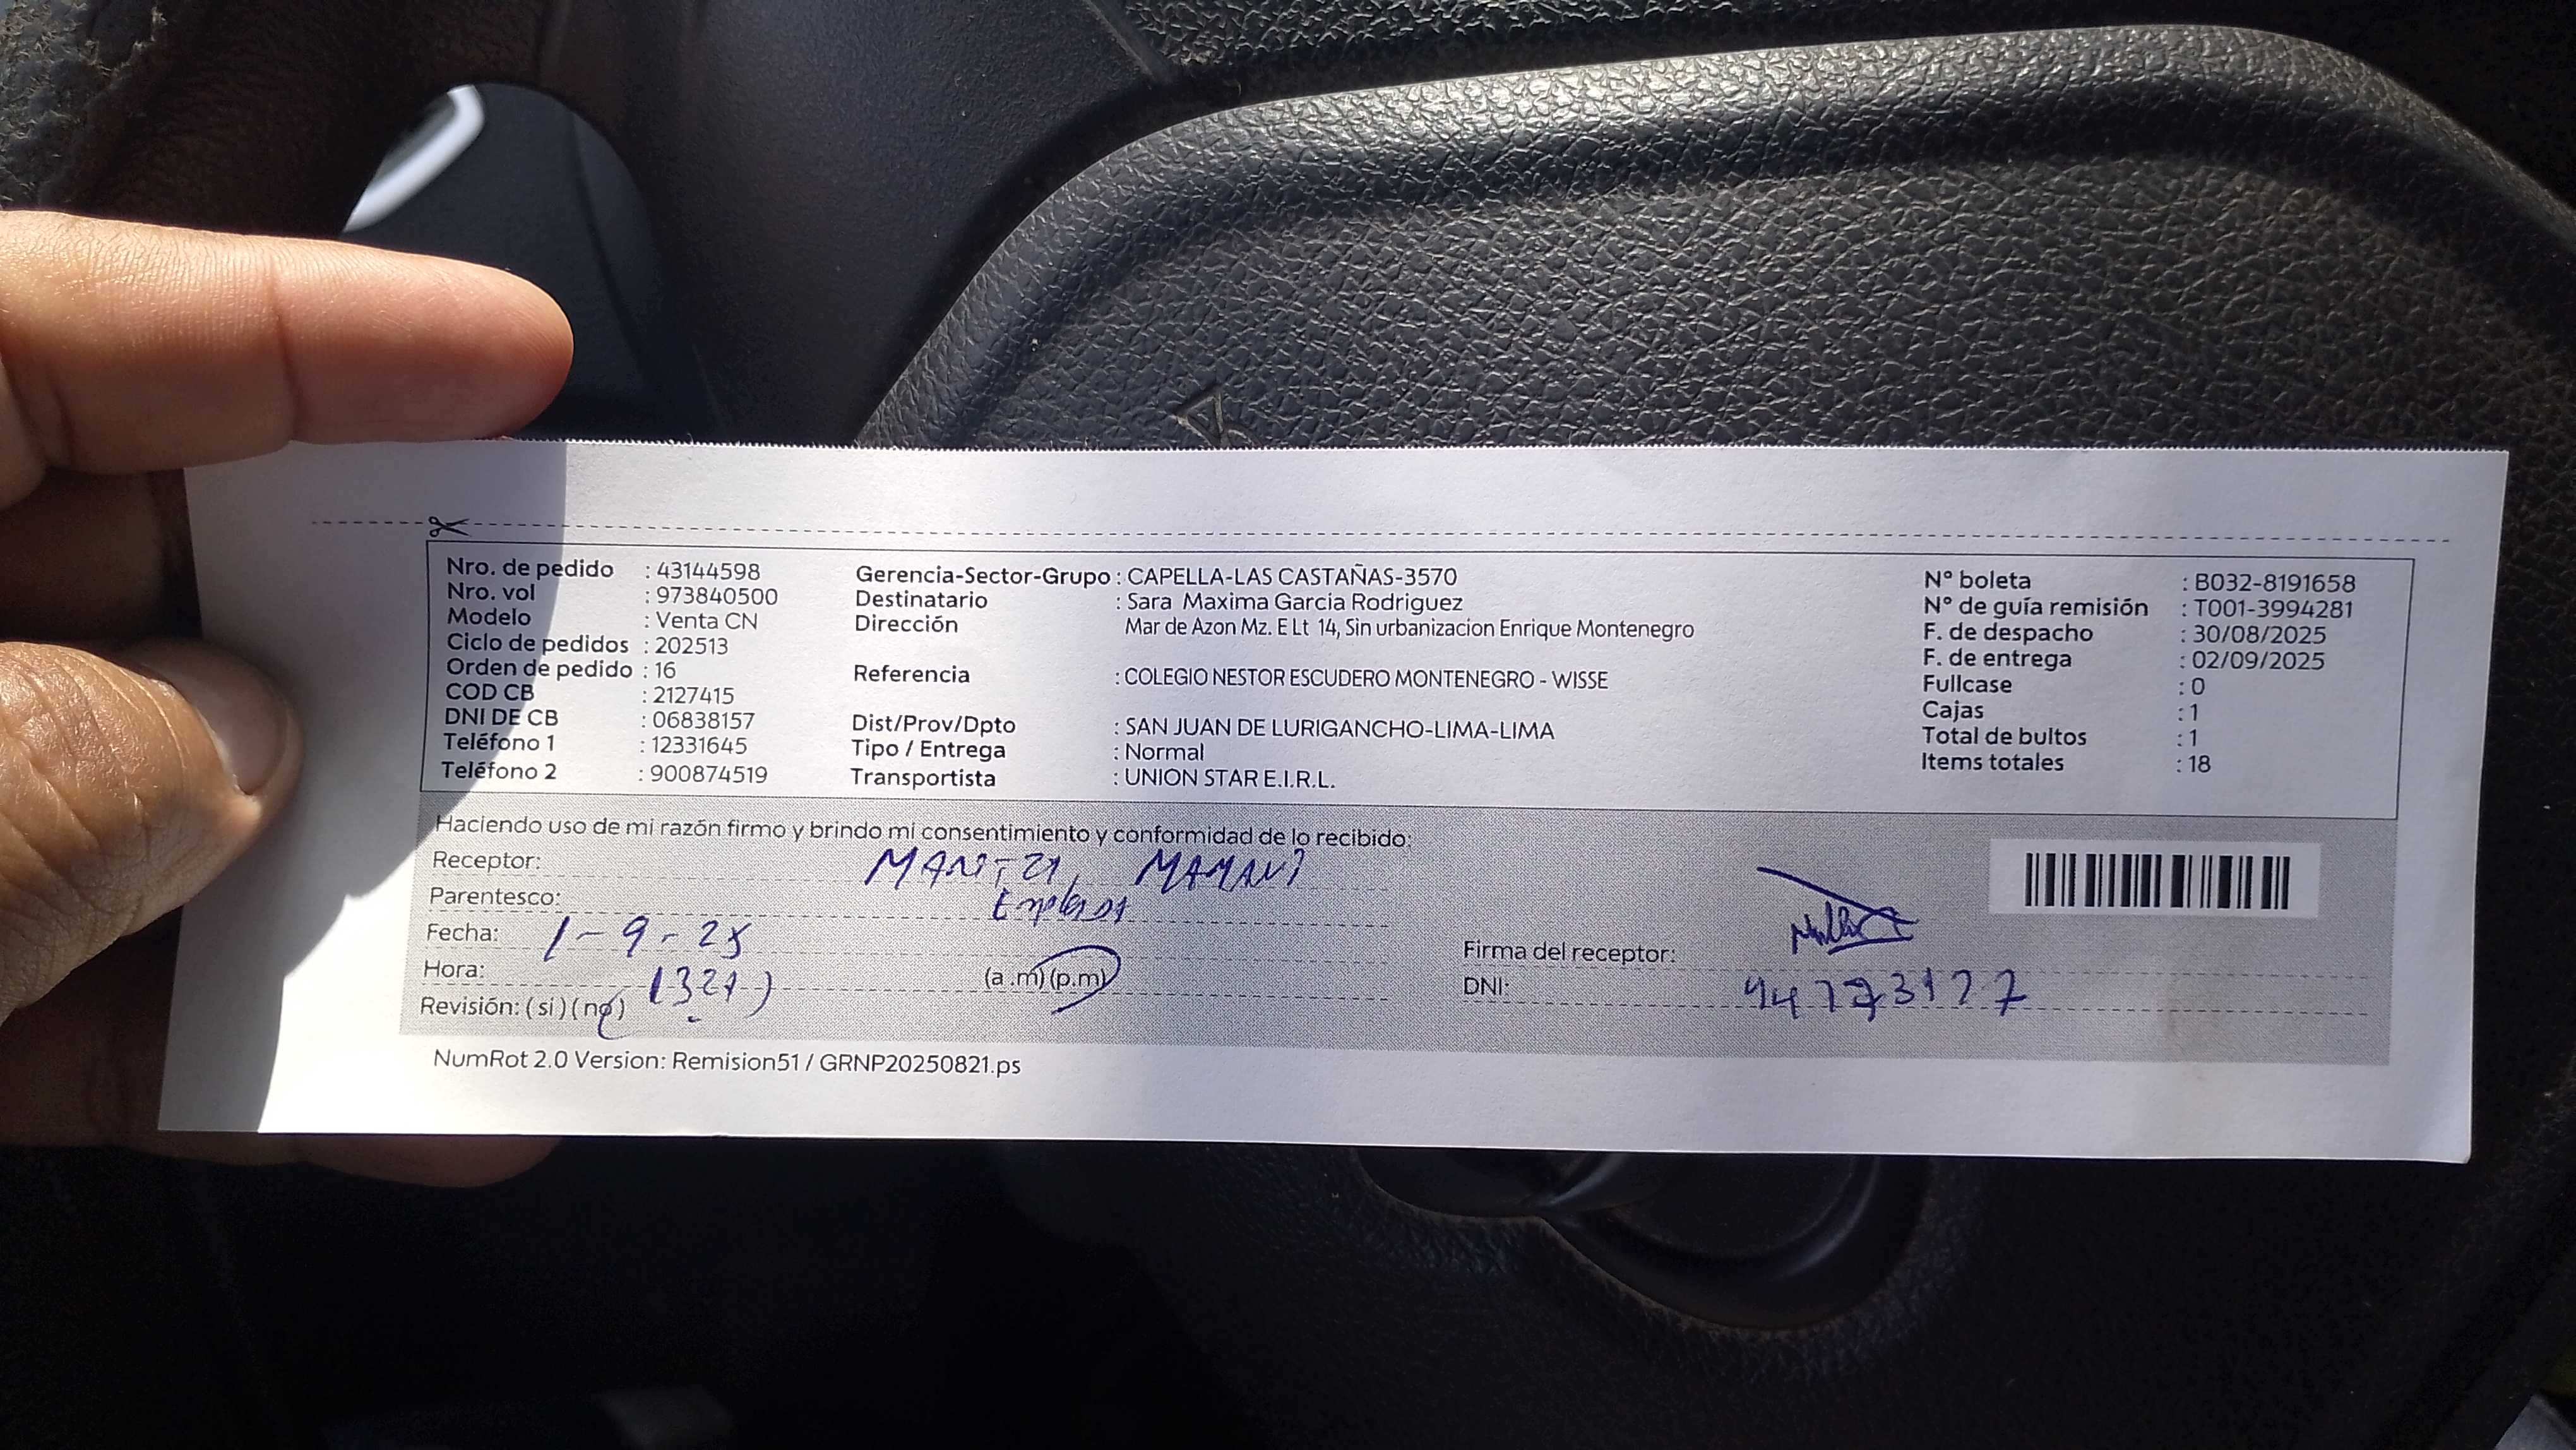 Nro. de pedido : 43144598
Nro. vol : 973840500
Modelo : Venta CN
Ciclo de pedidos : 202513
Orden de pedido : 16
COD CB : 2127415
DNI DE CB : 06838157
Teléfono 1 : 12331645
Teléfono 2 : 900874519
Gerencia-Sector-Grupo : CAPELLA-LAS CASTAÑAS-3570
Destinatario : Sara Maxima Garcia Rodriguez
Dirección Mar de Azon Mz. E Lt 14, Sin urbanizacion Enrique Montenegro
Referencia : COLEGIO NESTOR ESCUDERO MONTENEGRO - WISSE
Dist/Prov/Dpto : SAN JUAN DE LURIGANCHO-LIMA-LIMA
Tipo / Entrega : Normal
Transportista : UNION STAR E.I.R.L.
N° boleta : B032-8191658
N° de guía remisión : T001-3994281
F. de despacho : 30/08/2025
F. de entrega : 02/09/2025
Fullcase : 0
Cajas : 1
Total de bultos : 1
Items totales : 18
Haciendo uso de mi razón firmo y brindo mi consentimiento y conformidad de lo recibido:
Receptor: MAMANI
Parentesco:
Fecha: 1-9-25
Hora: (a.m) (p.m)
Revisión: (si) (no)
Firma del receptor:
DNI:
NumRot 2.0 Version: Remision51 / GRNP20250821.ps